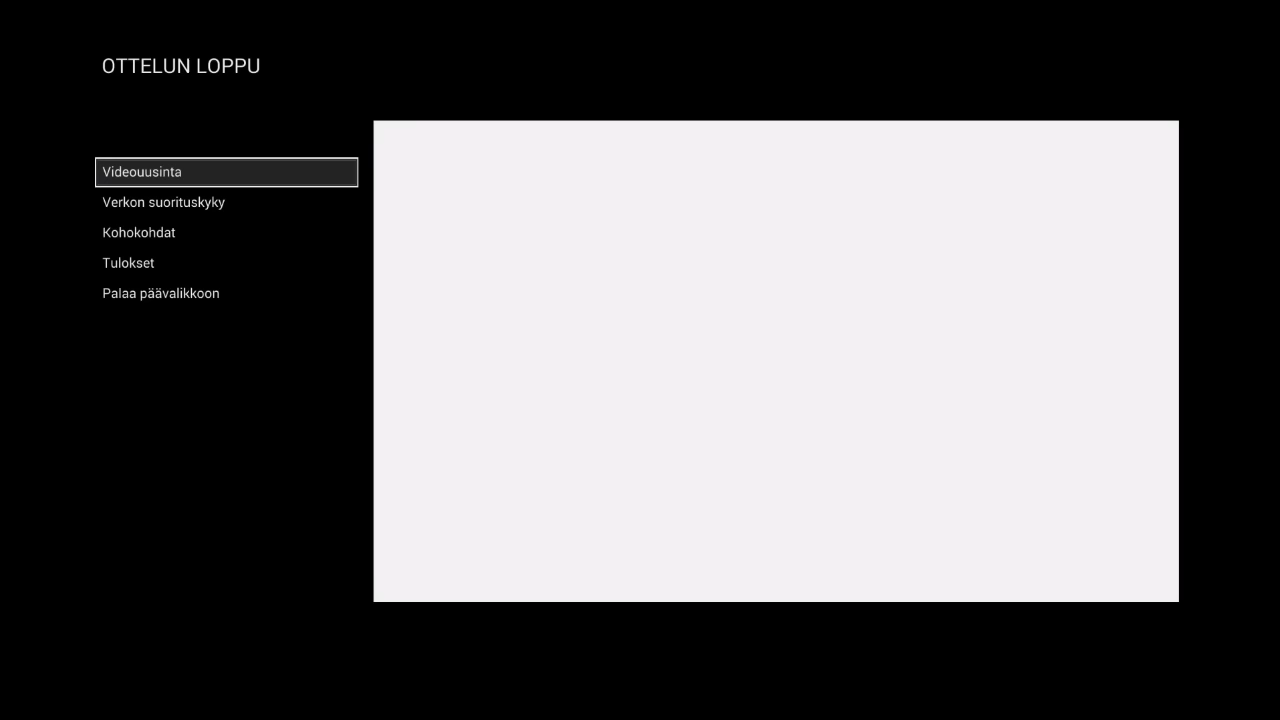 OTTELUN LOPPU
Videouusinta
Verkon suorituskyky
Kohokohdat
Tulokset
Palaa päävalikkoon